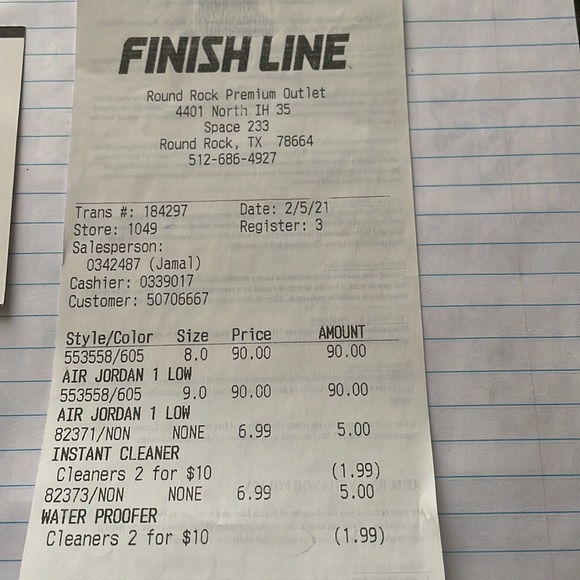 FINISH LINE
Round Rock Premium Outlet
4401 North IH 35
Space 233
Round Rock, TX 78664
512-686-4927
Trans #: 184297 Date: 2/5/21
Store: 1049 Register: 3
Salesperson:
0342487 (Jamal)
Cashier: 0339017
Customer: 50706667
Style/Color Size Price AMOUNT
553558/605 8.0 90.00 90.00
AIR JORDAN 1 LOW
553558/605 9.0 90.00 90.00
AIR JORDAN 1 LOW
82371/NON NONE 6.99 5.00
INSTANT CLEANER
Cleaners 2 for $10 (1.99)
82373/NON NONE 6.99 5.00
WATER PROOFER
Cleaners 2 for $10 (1.99)